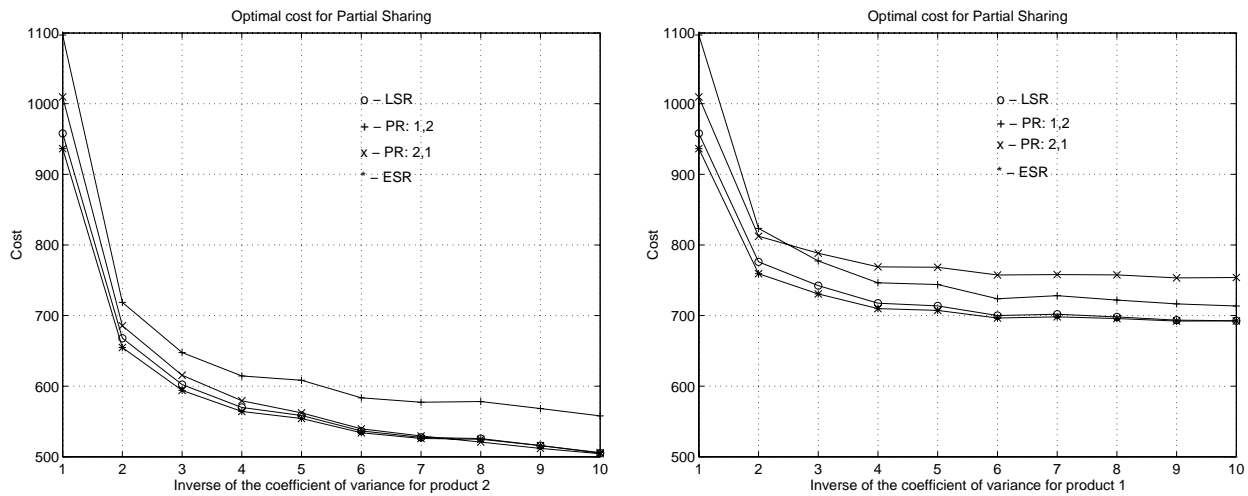 Optimal cost for Partial Sharing
1100
1000
900
800
700
600
500
Cost
o – LSR
+ – PR: 1,2
x – PR: 2,1
* – ESR
1 2 3 4 5 6 7 8 9 10
Inverse of the coefficient of variance for product 2
Optimal cost for Partial Sharing
1100
1000
900
800
700
600
500
Cost
o – LSR
+ – PR: 1,2
x – PR: 2,1
* – ESR
1 2 3 4 5 6 7 8 9 10
Inverse of the coefficient of variance for product 1